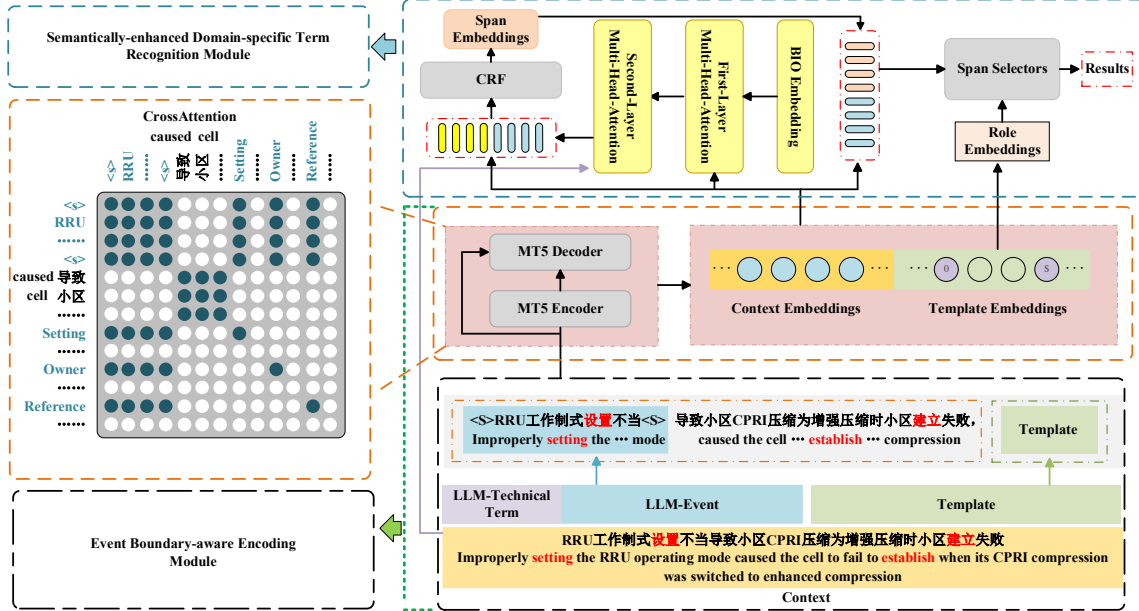 Semantically-enhanced Domain-specific Term
Recognition Module
CrossAttention
caused cell
<s>
RRU
......
<s>
导致
小区
......
Setting
......
Owner
......
Reference
......
<s>
RRU
......
<s>
caused 导致
cell 小区
......
Setting
......
Owner
......
Reference
......
Event Boundary-aware Encoding
Module
Span
Embeddings
CRF
Second-Layer
Multi-Head-Attention
First-Layer
Multi-Head-Attention
BIO Embedding
Span Selectors
Results
Role
Embeddings
MT5 Decoder
MT5 Encoder
... ...
Context Embeddings
... O S ...
Template Embeddings
<S>RRU工作制式设置不当<S>
Improperly setting the ··· mode
导致小区CPRI压缩为增强压缩时小区建立失败,
caused the cell ··· establish ··· compression
Template
LLM-Technical
Term
LLM-Event
Template
RRU工作制式设置不当导致小区CPRI压缩为增强压缩时小区建立失败
Improperly setting the RRU operating mode caused the cell to fail to establish when its CPRI compression
was switched to enhanced compression
Context